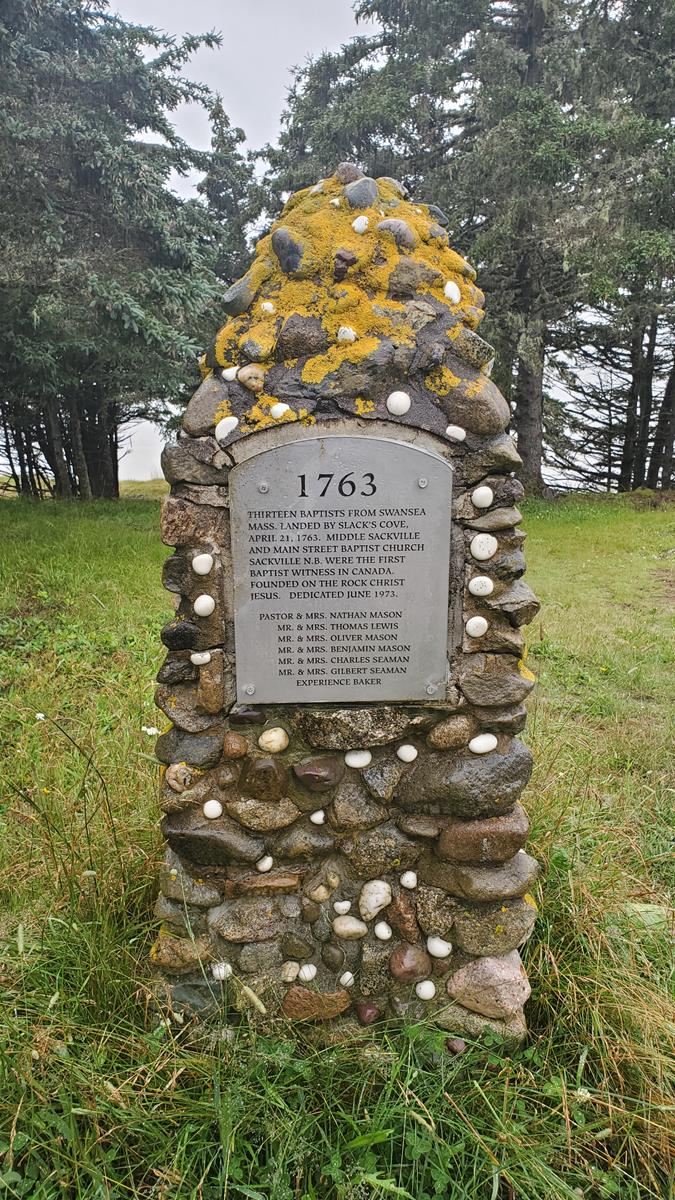 1763
THIRTEEN BAPTISTS FROM SWANSEA
MASS. LANDED BY SLACK'S COVE,
APRIL 21, 1763. MIDDLE SACKVILLE
AND MAIN STREET BAPTIST CHURCH
SACKVILLE N.B. WERE THE FIRST
BAPTIST WITNESS IN CANADA.
FOUNDED ON THE ROCK CHRIST
JESUS. DEDICATED JUNE 1973.
PASTOR & MRS. NATHAN MASON
MR. & MRS. THOMAS LEWIS
MR. & MRS. OLIVER MASON
MR. & MRS. BENJAMIN MASON
MR. & MRS. CHARLES SEAMAN
MR. & MRS. GILBERT SEAMAN
EXPERIENCE BAKER